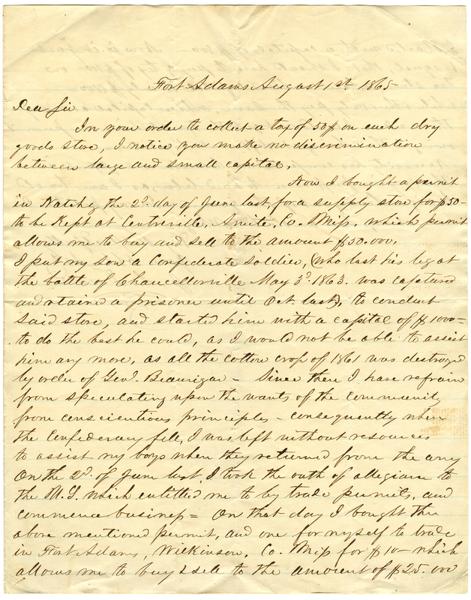 Fort Adams August 1st 1865
Dear Sir
In your order to collect a tax of 50$ on each dry
goods store, I notice you make no discrimination
between large and small capital.
Now I bought a permit
in Natchez the 2d day of June last for a supply store for $50-
to be Kept at Centreville, Amite, Co. Miss. which permit
allows me to buy and sell to the amount $50.000.
I put my son a Confederate soldier, (who lost his leg at
the battle of Chancellorville May 3d 1863. was captured
and retained a prisoner until Oct last), to conduct
said store, and started him with a capital of $1000=
to do the best he could, as I would not be able to assist
him any more, as all the cotton crop of 1861 was destroyed
by order of Genl. Beauregar - Since then I have refrain
from speculating upon the wants of the community
from conscientious principles - consequently when
the Confederacy fell, I was left without resources
to assist my boys when they returned from the army
On the 2d. of June last I took the oath of allegiance to
the U.S. which entitled me to by trade permits, and
commence business = On that day I bought the
above mentioned permit, and one for myself to trade
in Fort Adams, Wilkinson. Co. Miss for $10- which
allows me to buy & sell to the amount of $25.000